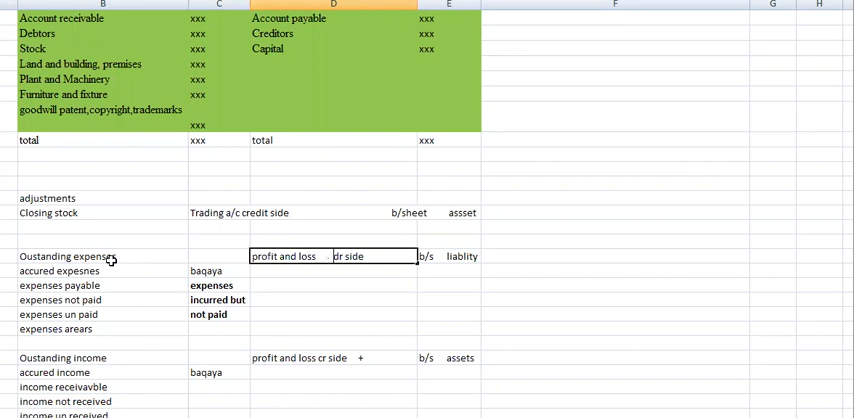 B C D E F G H
Account receivable xxx Account payable xxx
Debtors xxx Creditors xxx
Stock xxx Capital xxx
Land and building, premises xxx
Plant and Machinery xxx
Furniture and fixture xxx
goodwill patent,copyright,trademarks
xxx
total xxx total xxx
adjustments
Closing stock Trading a/c credit side b/sheet assset
Oustanding expenses profit and loss dr side b/s liablity
accured expesnes baqaya
expenses payable expenses
expenses not paid incurred but
expenses un paid not paid
expenses arears
Oustanding income profit and loss cr side + b/s assets
accured income baqaya
income receivavble
income not received
income un received